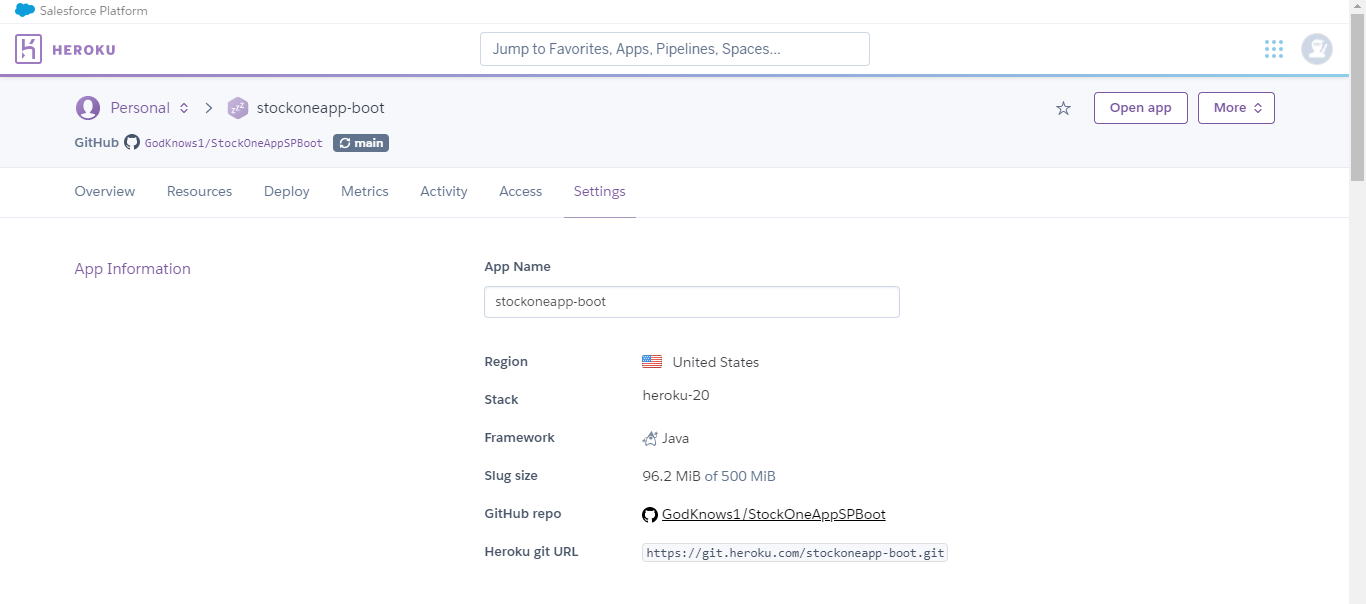 Salesforce Platform
HEROKU
Jump to Favorites, Apps, Pipelines, Spaces...
Personal
stockoneapp-boot
Open app
More
GitHub GodKnows1/StockOneAppSPBoot main
Overview Resources Deploy Metrics Activity Access Settings
App Information
App Name
stockoneapp-boot
Region United States
Stack heroku-20
Framework Java
Slug size 96.2 MiB of 500 MiB
GitHub repo GodKnows1/StockOneAppSPBoot
Heroku git URL https://git.heroku.com/stockoneapp-boot.git